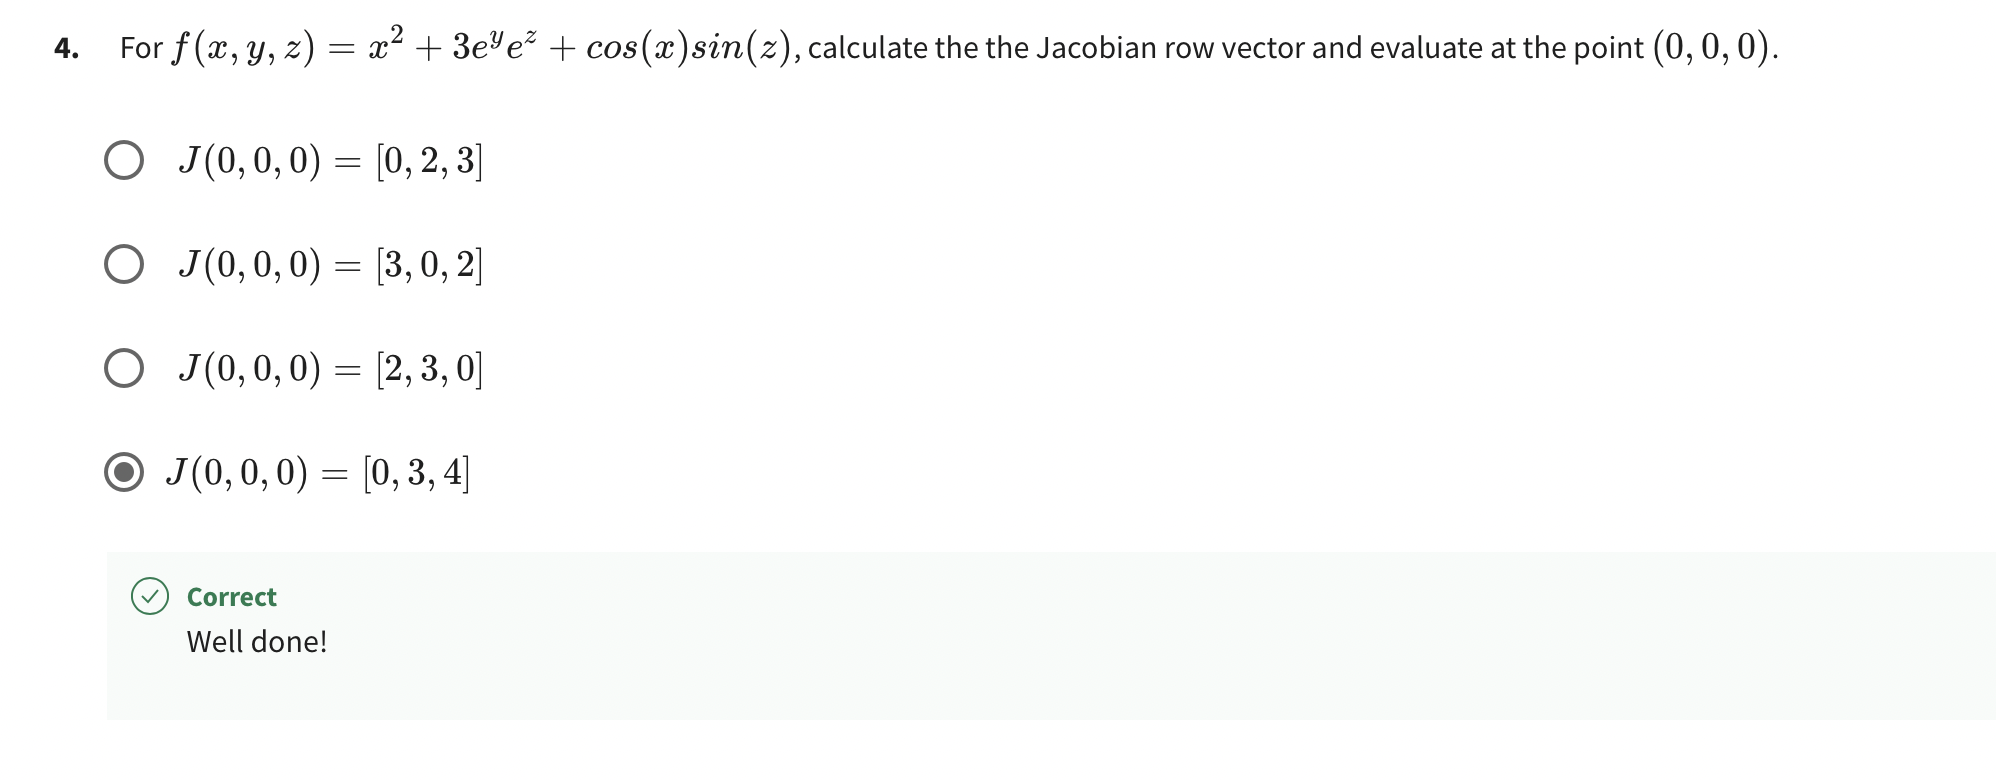 4. For f(x, y, z) = x² + 3eʸeᶻ + cos(x)sin(z), calculate the the Jacobian row vector and evaluate at the point (0, 0, 0).
J(0, 0, 0) = [0, 2, 3]
J(0, 0, 0) = [3, 0, 2]
J(0, 0, 0) = [2, 3, 0]
J(0, 0, 0) = [0, 3, 4]
Correct
Well done!